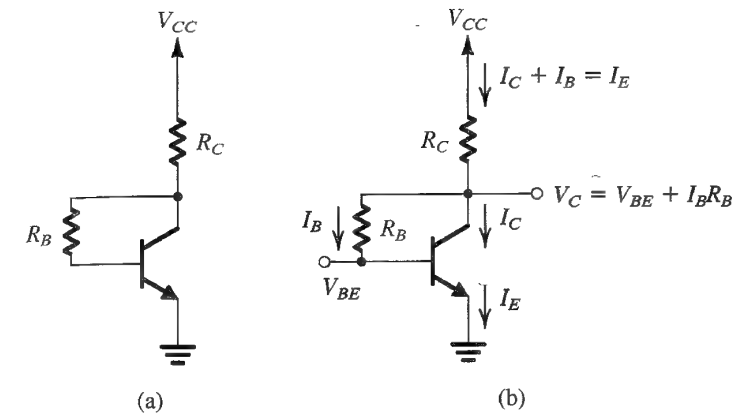 V_CC
R_C
R_B
(a)
V_CC
I_C + I_B = I_E
R_C
V_C = V_BE + I_B R_B
I_B
R_B
I_C
V_BE
I_E
(b)